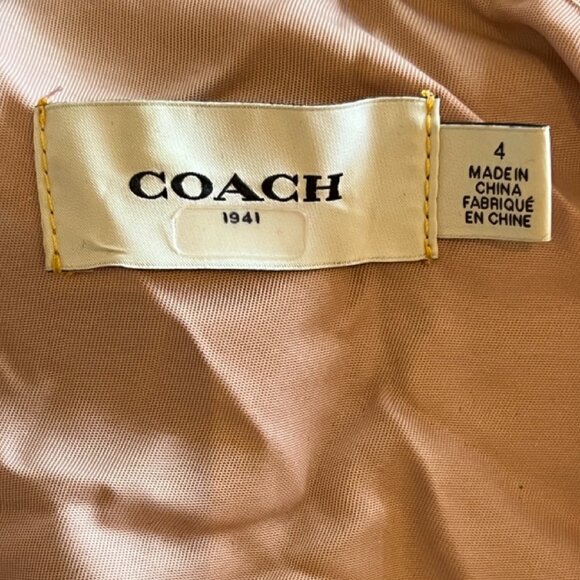 COACH
1941
4
MADE IN
CHINA
FABRIQUÉ
EN CHINE